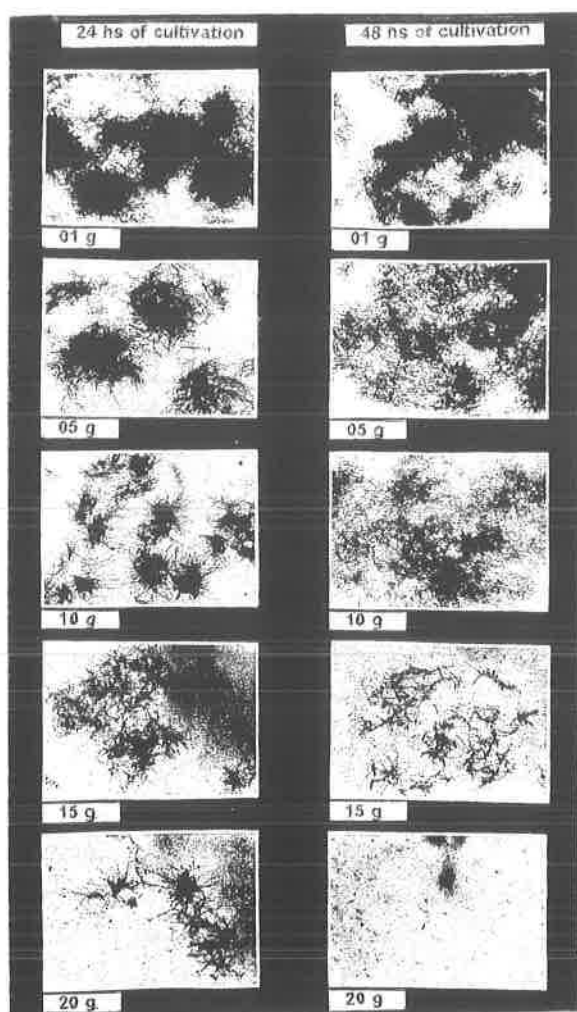 24 hs of cultivation
48 hs of cultivation
01 g
01 g
05 g
05 g
10 g
10 g
15 g
15 g
20 g
20 g